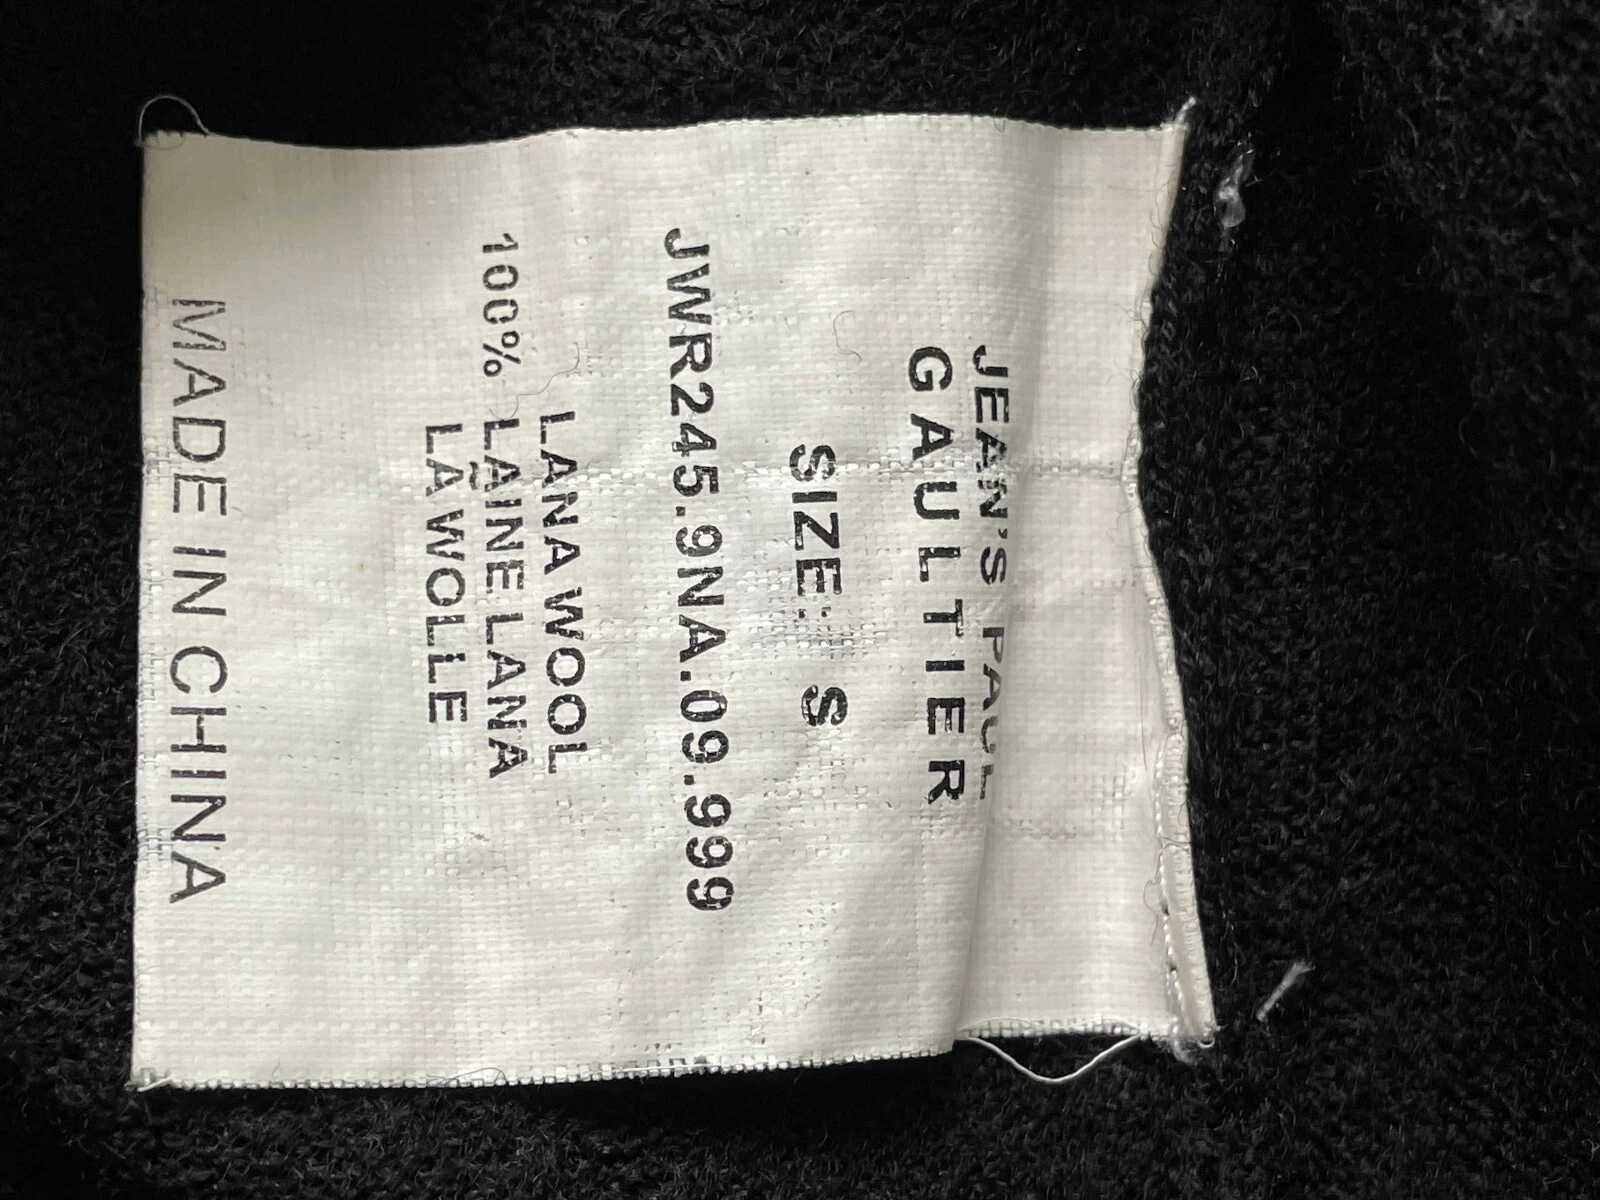 JEAN'S PAUL
GAULTIER
SIZE: S
JWR245.9NA.09.999
LANA WOOL
100% LAINE LANA
LA WOLLE
MADE IN CHINA